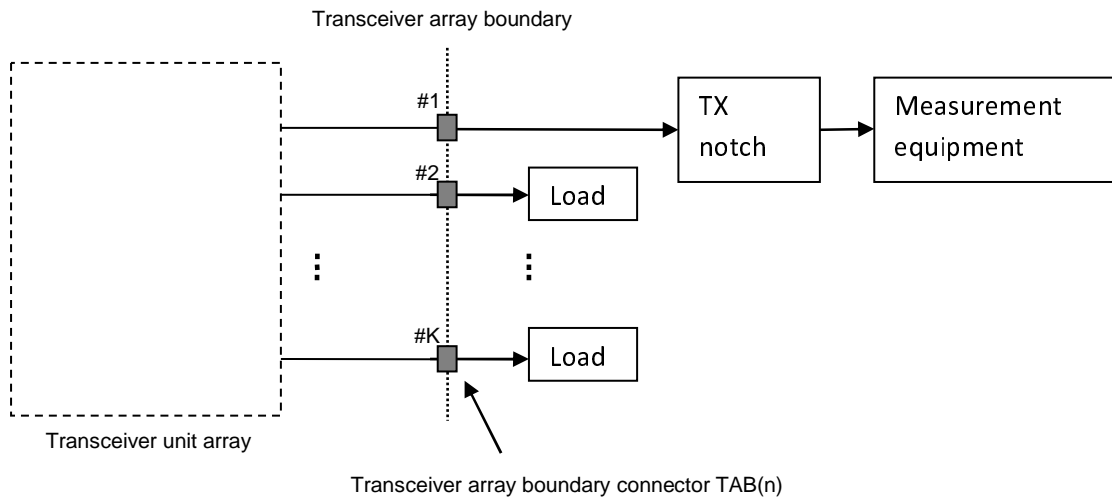 Transceiver array boundary
#1
TX
notch
Measurement
equipment
#2
Load
#K
Load
Transceiver unit array
Transceiver array boundary connector TAB(n)